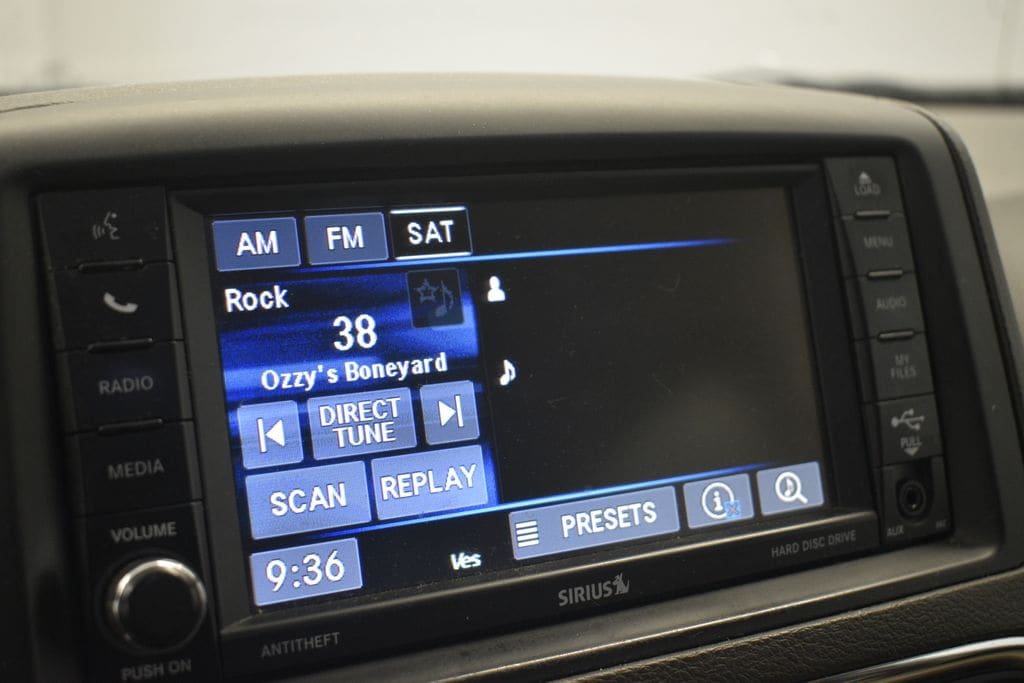 AM FM SAT
Rock
38
Ozzy's Boneyard
DIRECT
TUNE
SCAN REPLAY
PRESETS
9:36
Ves
SIRIUS
HARD DISC DRIVE
ANTITHEFT
RADIO
MEDIA
VOLUME
PUSH ON
LOAD
MENU
AUDIO
MY
FILES
PULL
AUX